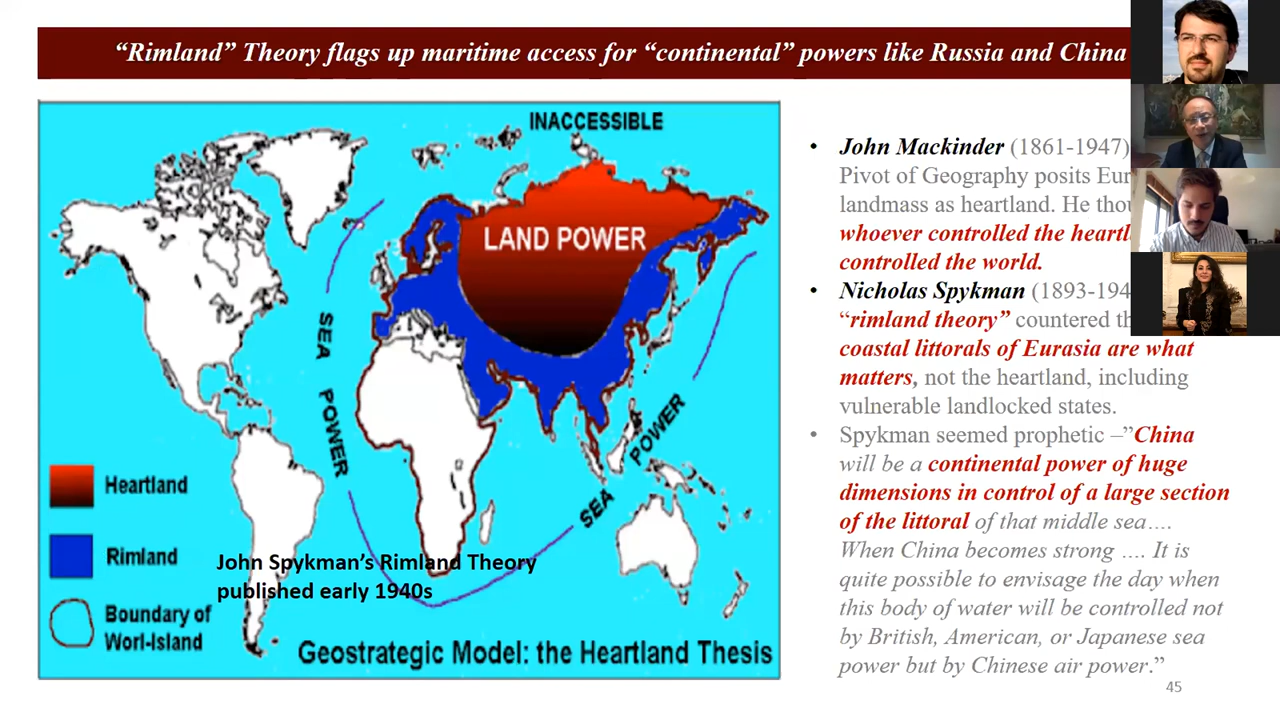 “Rimland” Theory flags up maritime access for “continental” powers like Russia and China
INACCESSIBLE
LAND POWER
SEA POWER
SEA POWER
Heartland
Rimland
Boundary of
Worl-Island
John Spykman’s Rimland Theory
published early 1940s
Geostrategic Model: the Heartland Thesis
• John Mackinder (1861-1947)
Pivot of Geography posits
landmass as heartland. He
whoever controlled the
controlled the world.
• Nicholas Spykman
“rimland theory” countered
coastal littorals of Eurasia are what
matters, not the heartland, including
vulnerable landlocked states.
• Spykman seemed prophetic –”China
will be a continental power of huge
dimensions in control of a large section
of the littoral of that middle sea….
When China becomes strong …. It is
quite possible to envisage the day when
this body of water will be controlled not
by British, American, or Japanese sea
power but by Chinese air power.”
45